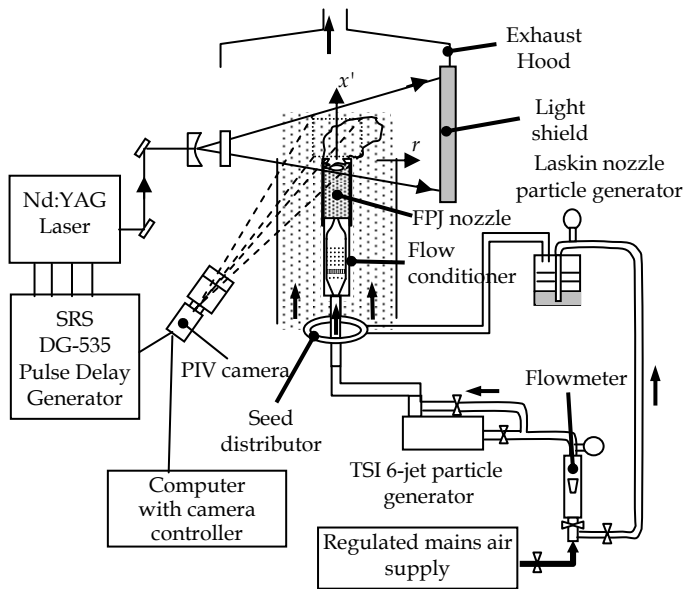 Exhaust
Hood
x'
Light
shield
r
Laskin nozzle
particle generator
Nd:YAG
Laser
FPJ nozzle
Flow
conditioner
SRS
DG-535
Pulse Delay
Generator
PIV camera
Flowmeter
Seed
distributor
TSI 6-jet particle
generator
Computer
with camera
controller
Regulated mains air
supply